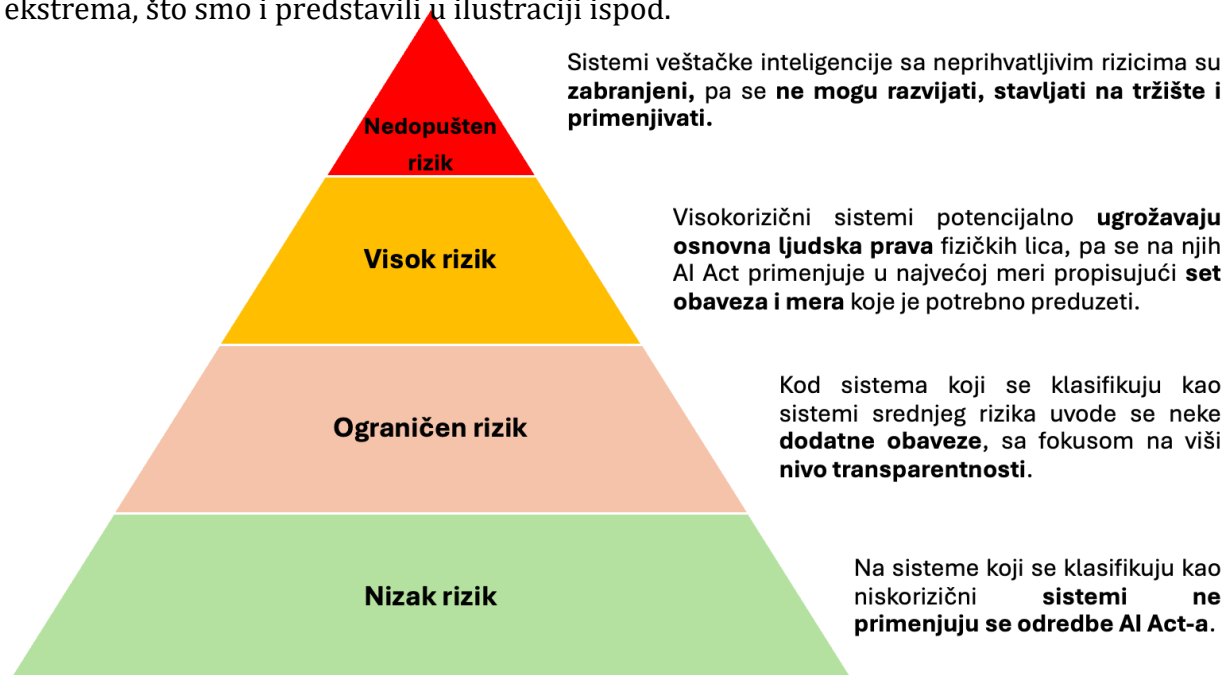 ekstrema, što smo i predstavili u ilustraciji ispod.
Sistemi veštačke inteligencije sa neprihvatljivim rizicima su
zabranjeni, pa se ne mogu razvijati, stavljati na tržište i
primenjivati.
Nedopušten
rizik
Visokorizični sistemi potencijalno ugrožavaju
osnovna ljudska prava fizičkih lica, pa se na njih
AI Act primenjuje u najvećoj meri propisujući set
obaveza i mera koje je potrebno preduzeti.
Visok rizik
Kod sistema koji se klasifikuju kao
sistemi srednjeg rizika uvode se neke
dodatne obaveze, sa fokusom na viši
nivo transparentnosti.
Ograničen rizik
Na sisteme koji se klasifikuju kao
niskorizični sistemi ne
primenjuju se odredbe AI Act-a.
Nizak rizik